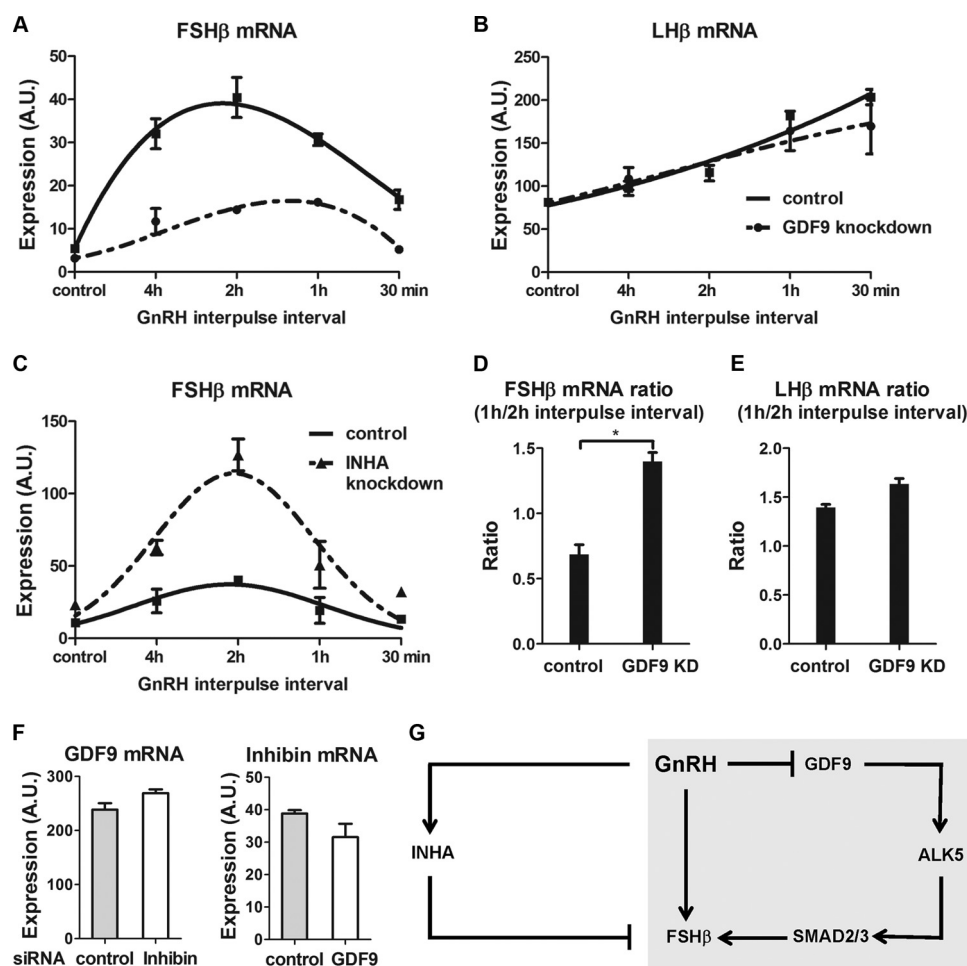 A
FSHβ mRNA
Expression (A.U.)
50
40
30
20
10
0
control 4h 2h 1h 30 min
GnRH interpulse interval
B
LHβ mRNA
Expression (A.U.)
250
200
150
100
50
0
control
GDF9 knockdown
control 4h 2h 1h 30 min
GnRH interpulse interval
C
FSHβ mRNA
Expression (A.U.)
150
100
50
0
control
INHA
knockdown
control 4h 2h 1h 30 min
GnRH interpulse interval
D
FSHβ mRNA ratio
(1h/2h interpulse interval)
Ratio
1.5
1.0
0.5
0.0
*
control GDF9 KD
E
LHβ mRNA ratio
(1h/2h interpulse interval)
Ratio
2.0
1.5
1.0
0.5
0.0
control GDF9 KD
F
GDF9 mRNA
Expression (A.U.)
300
200
100
0
siRNA control Inhibin
Inhibin mRNA
Expression (A.U.)
50
40
30
20
10
0
control GDF9
G
GnRH GDF9
INHA ALK5
FSHβ SMAD2/3